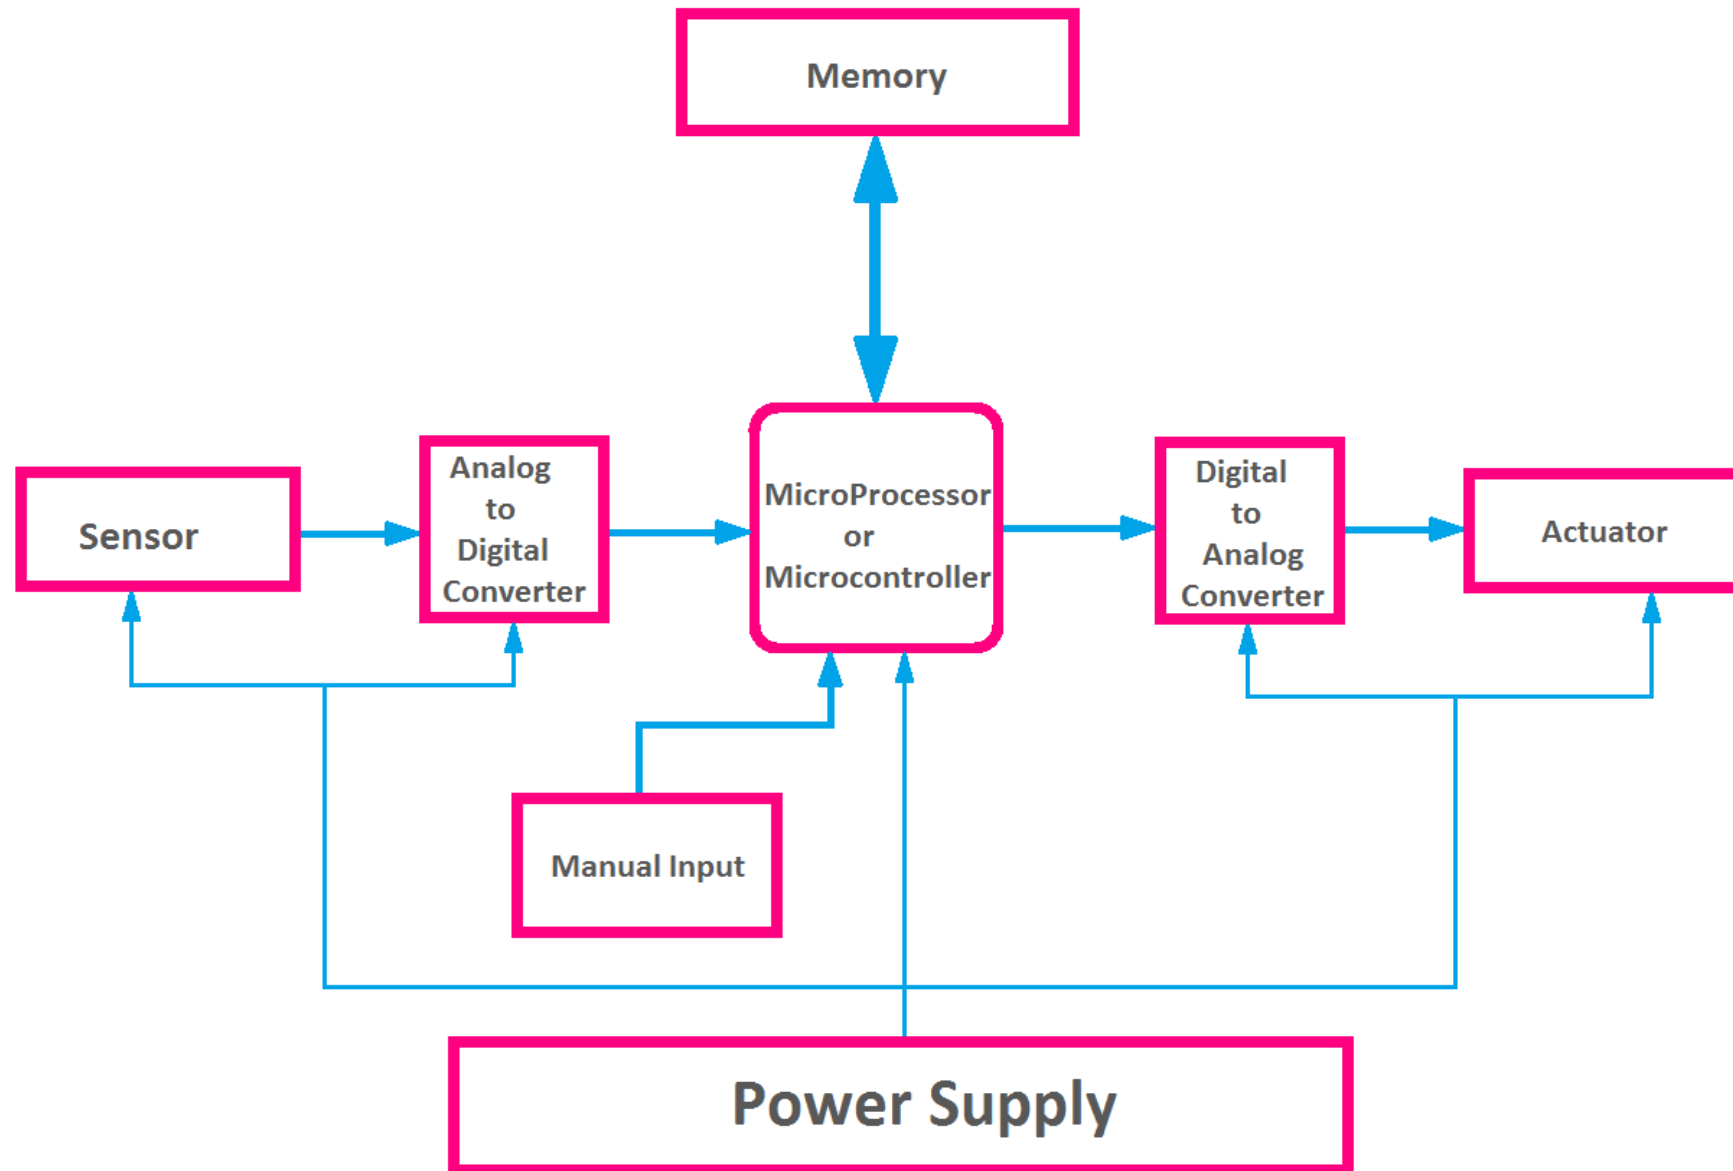 Memory
Sensor
Analog
to
Digital
Converter
MicroProcessor
or
Microcontroller
Digital
to
Analog
Converter
Actuator
Manual Input
Power Supply